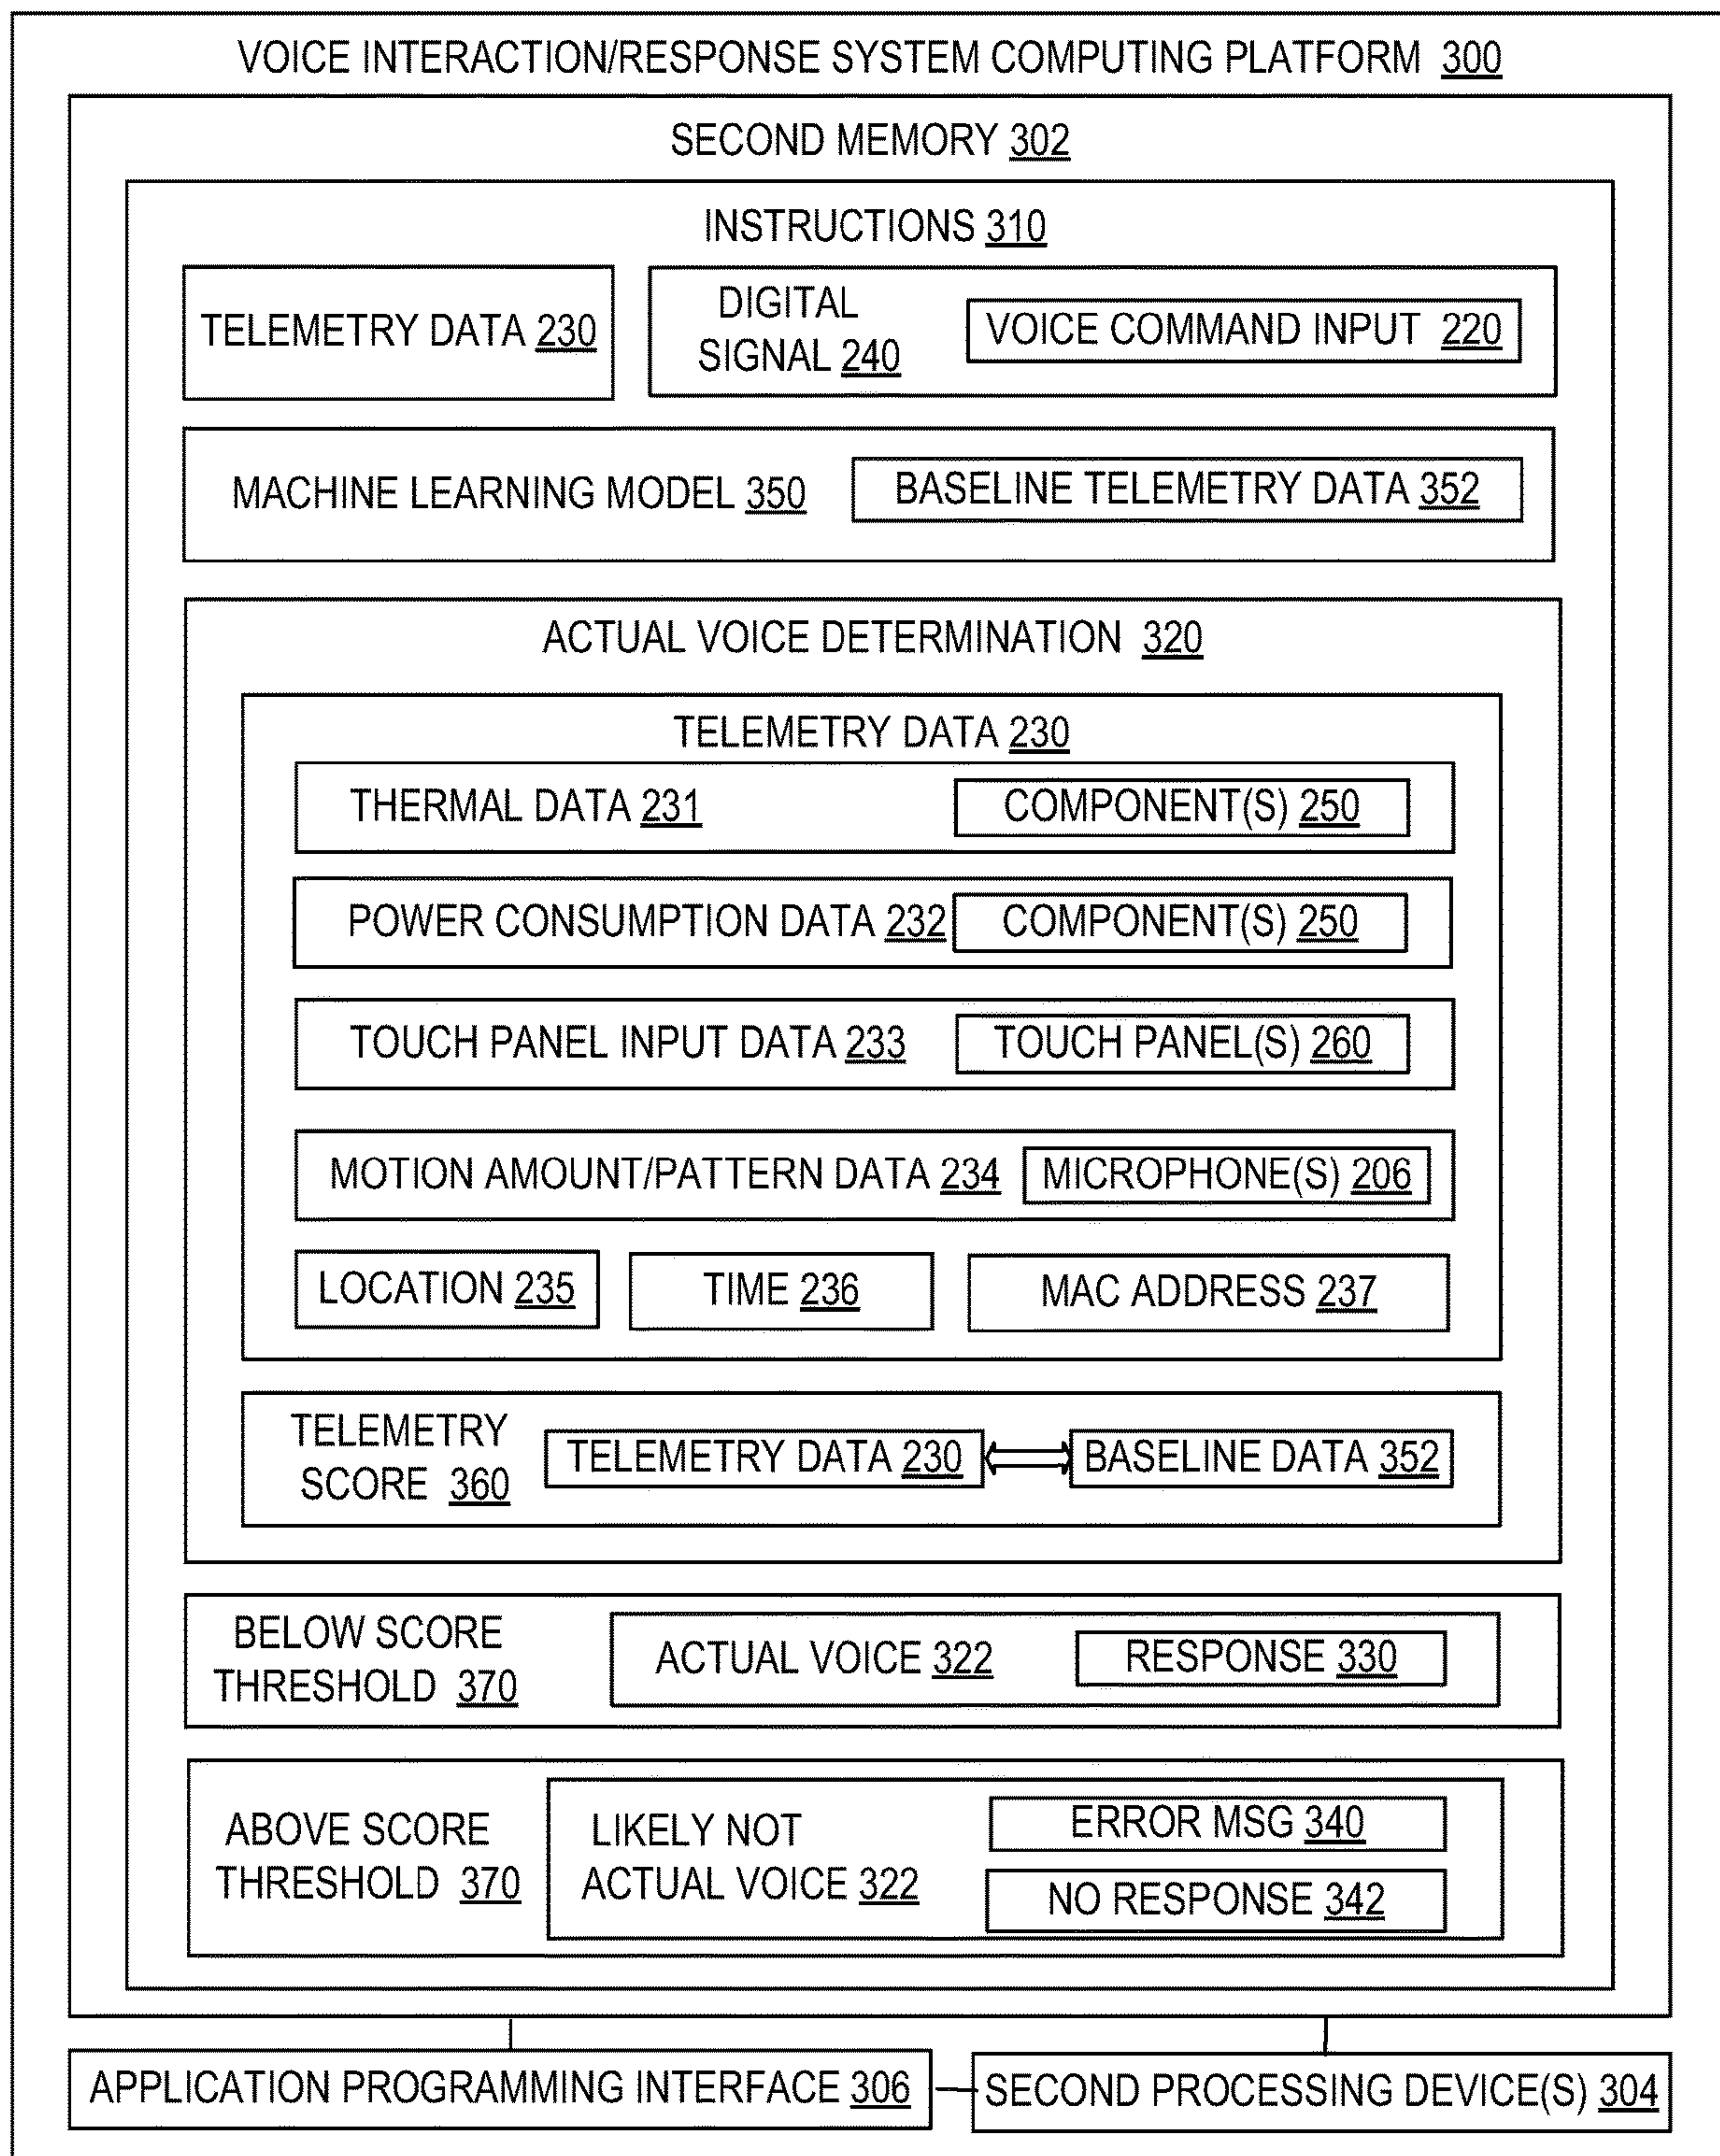 VOICE INTERACTION/RESPONSE SYSTEM COMPUTING PLATFORM 300
SECOND MEMORY 302
INSTRUCTIONS 310
TELEMETRY DATA 230
DIGITAL
SIGNAL 240
VOICE COMMAND INPUT 220
MACHINE LEARNING MODEL 350
BASELINE TELEMETRY DATA 352
ACTUAL VOICE DETERMINATION 320
TELEMETRY DATA 230
THERMAL DATA 231
COMPONENT(S) 250
POWER CONSUMPTION DATA 232
COMPONENT(S) 250
TOUCH PANEL INPUT DATA 233
TOUCH PANEL(S) 260
MOTION AMOUNT/PATTERN DATA 234
MICROPHONE(S) 206
LOCATION 235
TIME 236
MAC ADDRESS 237
TELEMETRY
SCORE 360
TELEMETRY DATA 230
BASELINE DATA 352
BELOW SCORE
THRESHOLD 370
ACTUAL VOICE 322
RESPONSE 330
ABOVE SCORE
THRESHOLD 370
LIKELY NOT
ACTUAL VOICE 322
ERROR MSG 340
NO RESPONSE 342
APPLICATION PROGRAMMING INTERFACE 306
SECOND PROCESSING DEVICE(S) 304